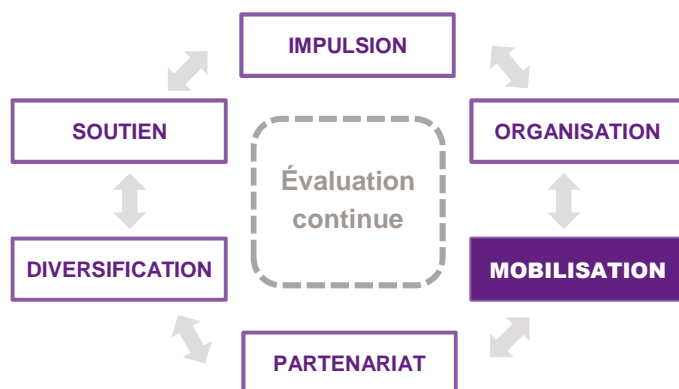 IMPULSION
SOUTIEN
ORGANISATION
Évaluation
continue
DIVERSIFICATION
MOBILISATION
PARTENARIAT